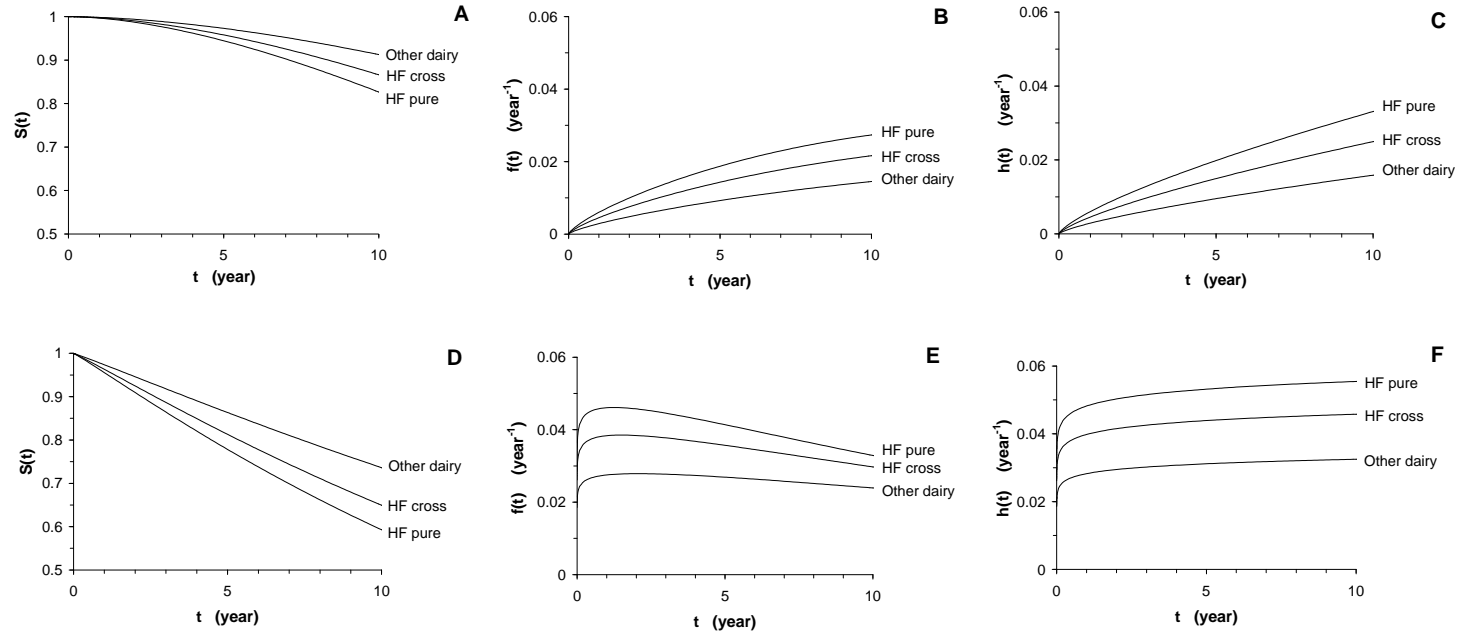 A
1
0.9
0.8
0.7
0.6
0.5
S(t)
0
5
10
t (year)
Other dairy
HF cross
HF pure
B
0.06
0.04
0.02
0
f(t) (year-1)
0
5
10
t (year)
HF pure
HF cross
Other dairy
C
0.06
0.04
0.02
0
h(t) (year-1)
0
5
10
t (year)
HF pure
HF cross
Other dairy
D
1
0.9
0.8
0.7
0.6
0.5
S(t)
0
5
10
t (year)
Other dairy
HF cross
HF pure
E
0.06
0.04
0.02
0
f(t) (year-1)
0
5
10
t (year)
HF pure
HF cross
Other dairy
F
0.06
0.04
0.02
0
h(t) (year-1)
0
5
10
t (year)
HF pure
HF cross
Other dairy